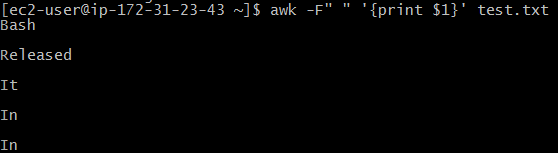 [ec2-user@ip-172-31-23-43 ~]$ awk -F" " '{print $1}' test.txt
Bash
Released
It
In
In